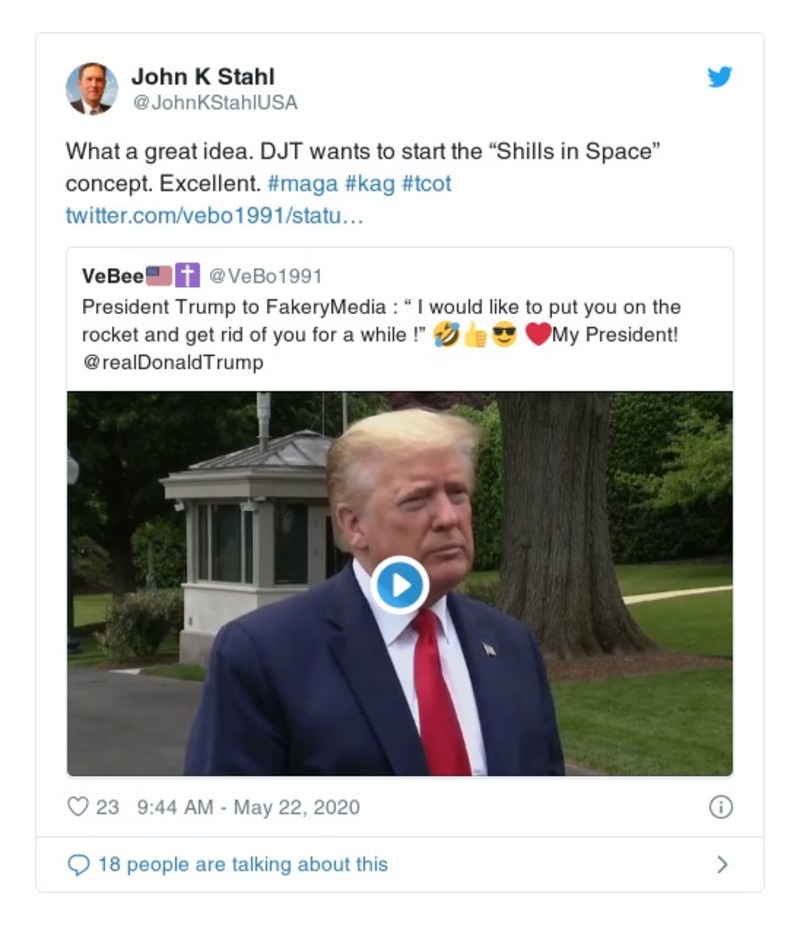 John K Stahl
@JohnKStahlUSA
What a great idea. DJT wants to start the “Shills in Space”
concept. Excellent. #maga #kag #tcot
twitter.com/vebo1991/statu…
VeBee🇺🇸✝️ @VeBo1991
President Trump to FakeryMedia : “ I would like to put you on the
rocket and get rid of you for a while !” 🤣👍😎 ❤️My President!
@realDonaldTrump
23 9:44 AM - May 22, 2020
18 people are talking about this